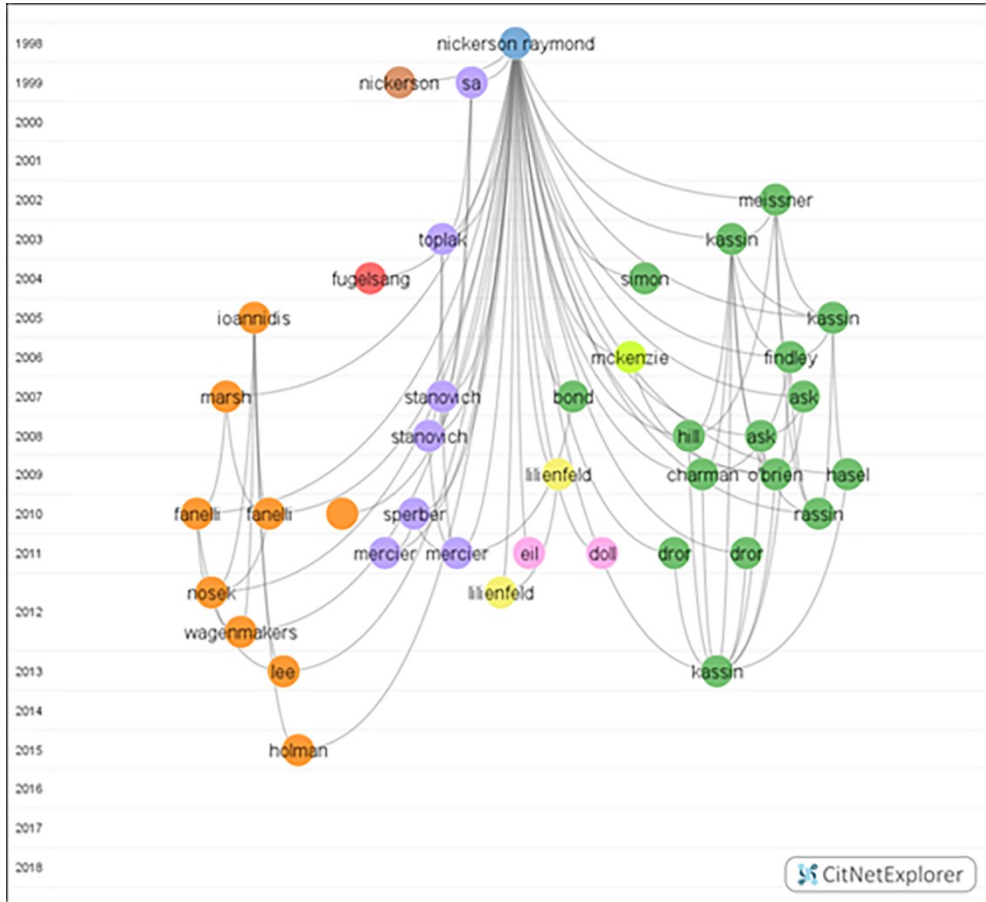 1998
nickerson raymond
1999
nickerson
sa
2000
2001
2002
meissner
2003
toplak
kassin
2004
fugelsang
simon
2005
ioannidis
kassin
2006
mckenzie
findley
2007
marsh
stanovich
bond
ask
2008
stanovich
hill
ask
2009
lilienfeld
charman
o'brien
hasel
2010
fanelli
fanelli
sperber
rassin
2011
mercier
mercier
eil
doll
dror
dror
nosek
lilienfeld
2012
wagenmakers
2013
lee
kassin
2014
2015
holman
2016
2017
2018
CitNetExplorer